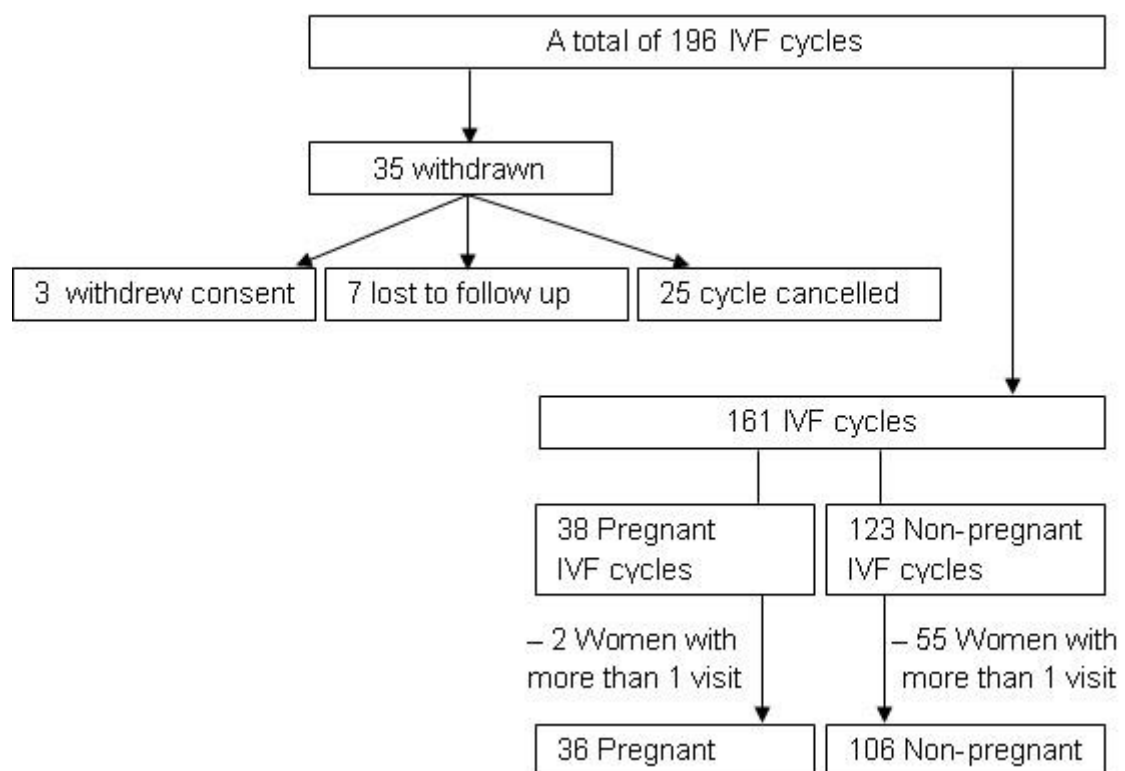 A total of 196 IVF cycles
35 withdrawn
3 withdrew consent
7 lost to follow up
25 cycle cancelled
161 IVF cycles
38 Pregnant
IVF cycles
123 Non-pregnant
IVF cycles
– 2 Women with
more than 1 visit
– 55 Women with
more than 1 visit
36 Pregnant
106 Non-pregnant